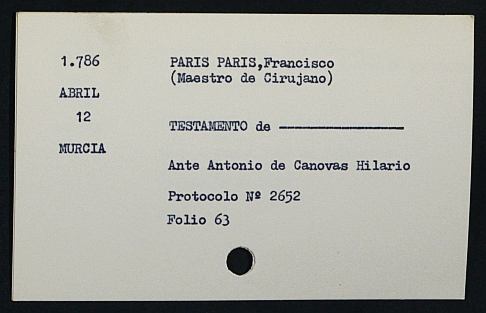 1.786
ABRIL
12
MURCIA
PARIS PARIS,Francisco
(Maestro de Cirujano)
TESTAMENTO de ————————
Ante Antonio de Canovas Hilario
Protocolo Nº 2652
Folio 63